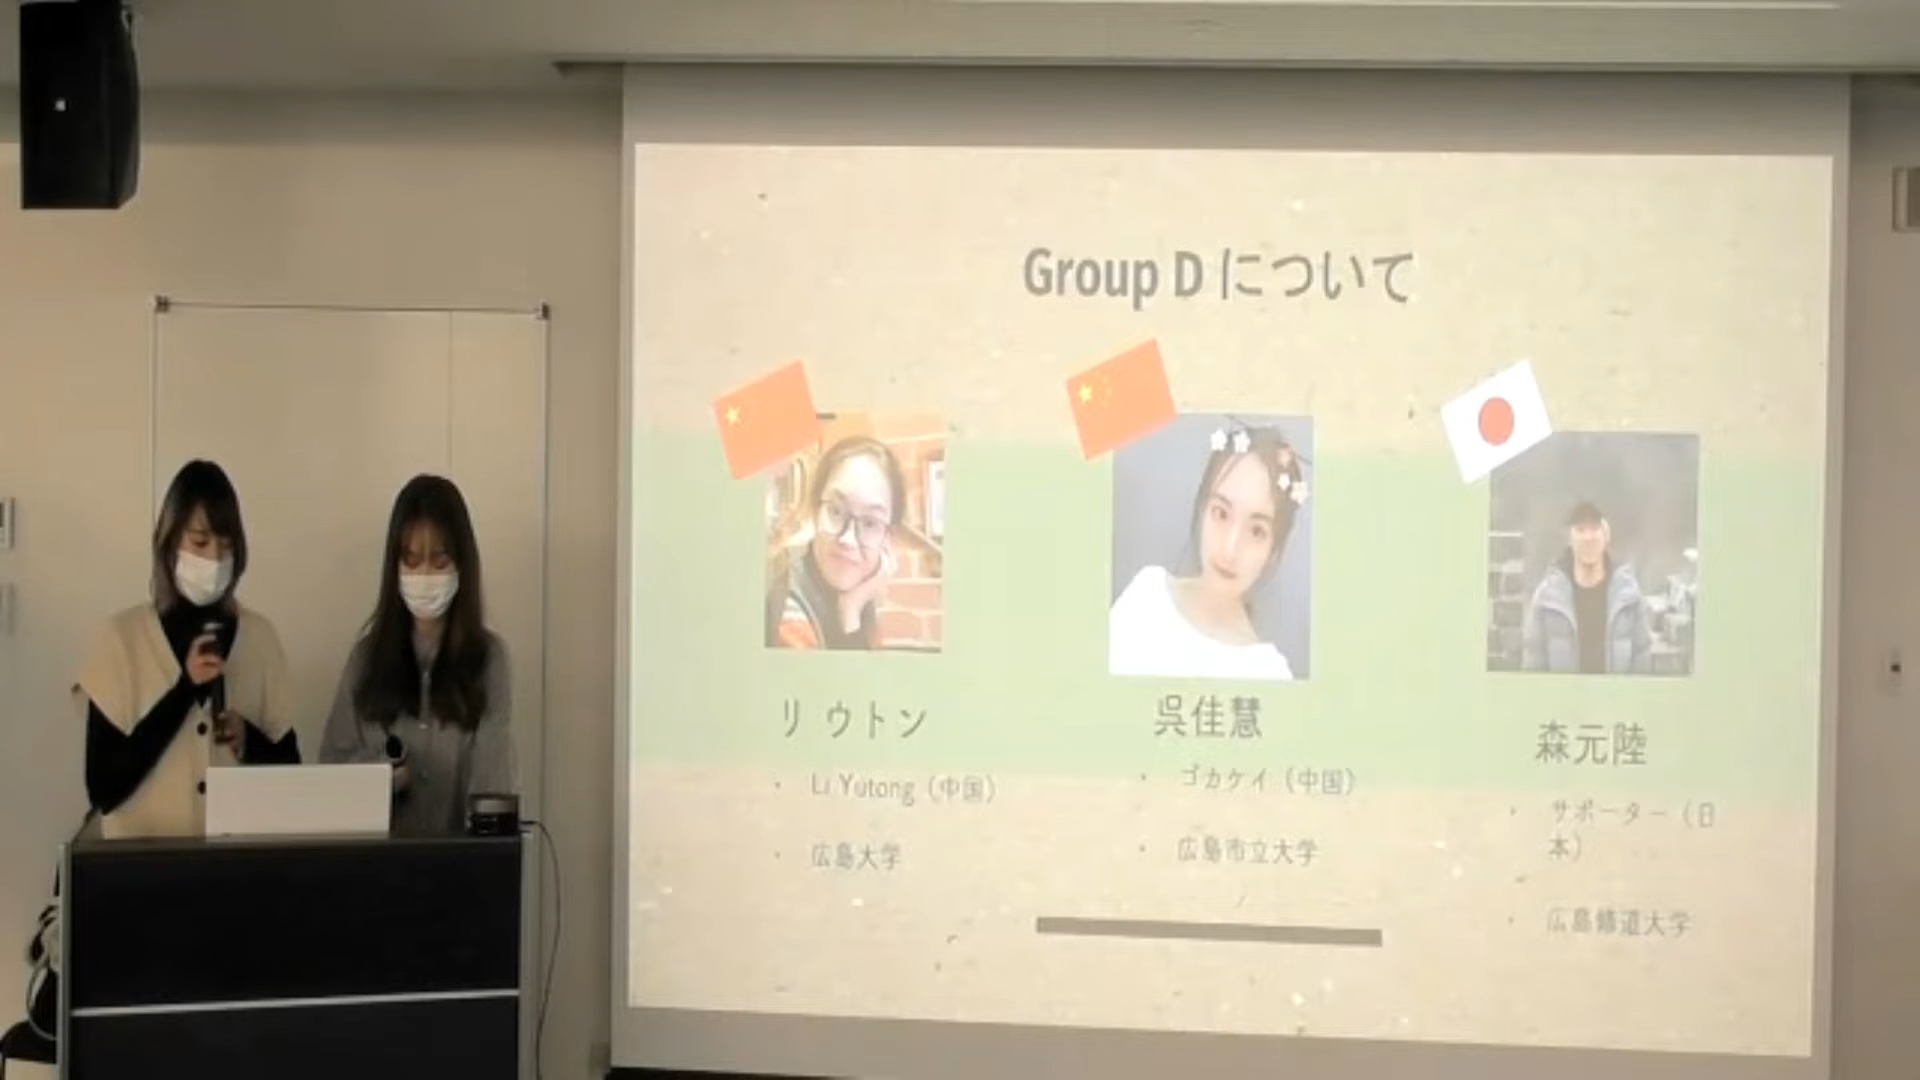 Group D について
リ ウトン
・ Li Yutong（中国）
・ 広島大学
呉佳慧
・ ゴカケイ（中国）
・ 広島市立大学
森元陸
・ サポーター（日
本）
・ 広島修道大学